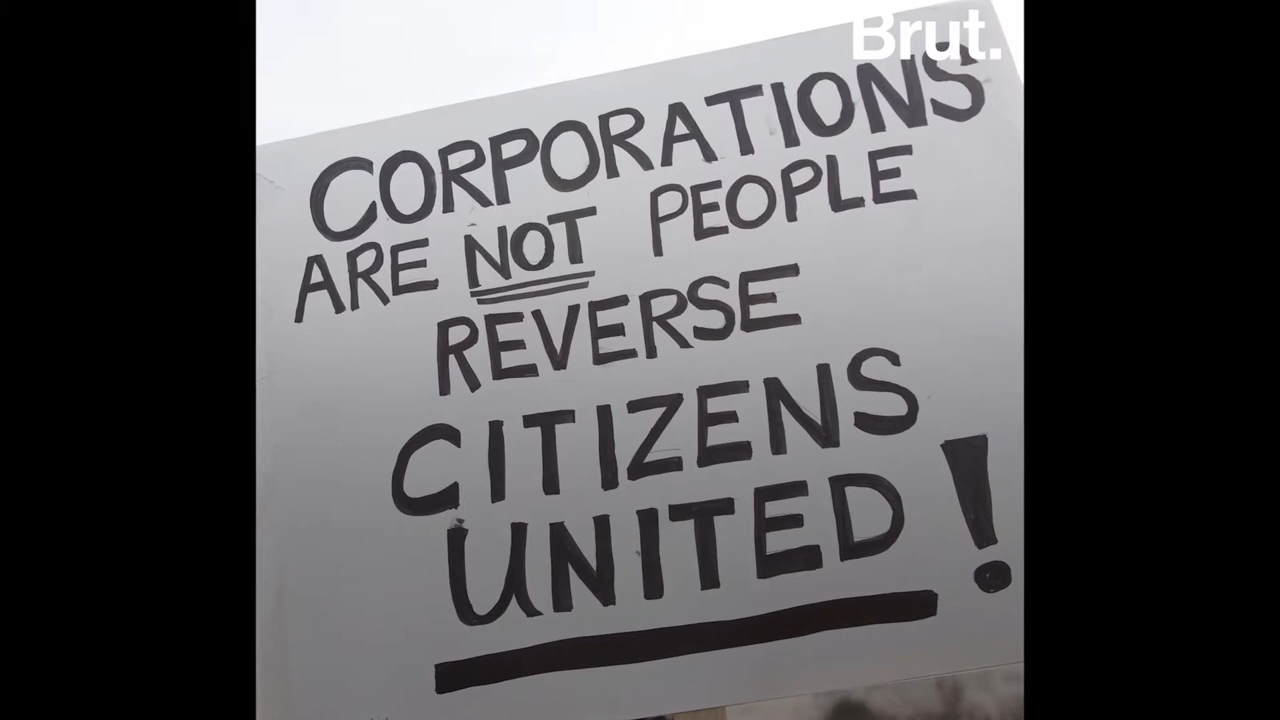 Brut.
CORPORATIONS
ARE NOT PEOPLE
REVERSE
CITIZENS
UNITED!